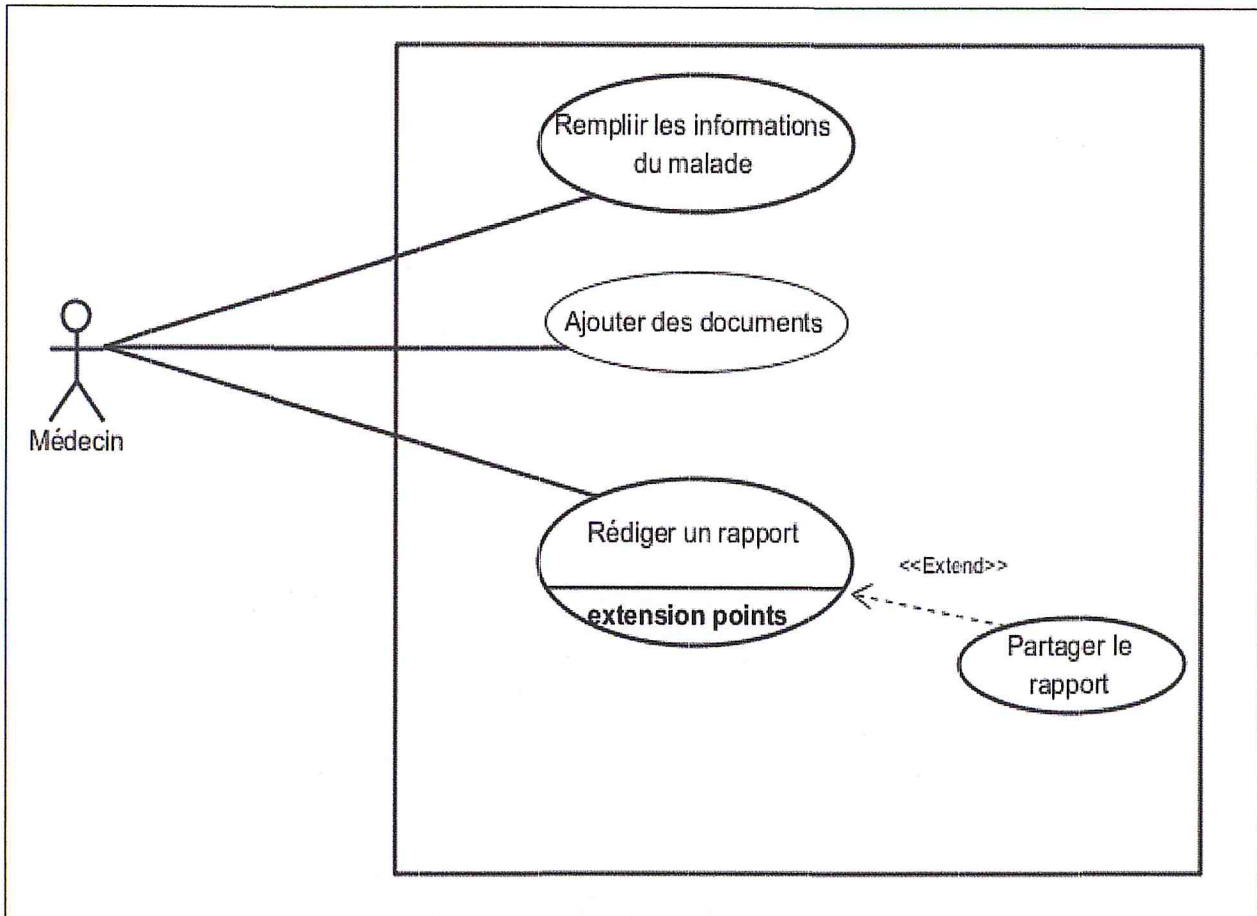 Rempliir les informations
du malade
Ajouter des documents
Médecin
Rédiger un rapport
<<Extend>>
extension points
Partager le
rapport